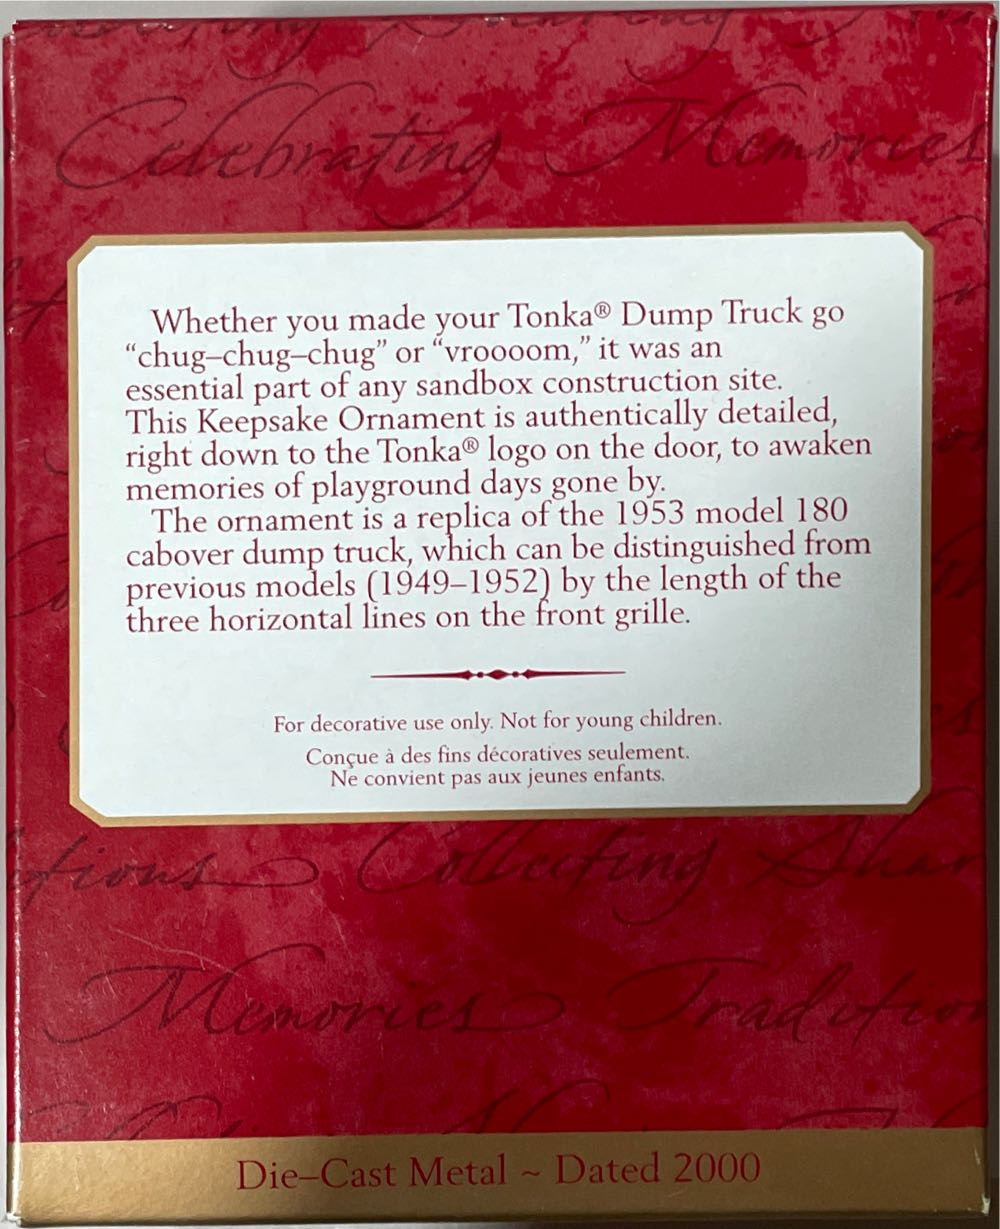 Celebrating Memories
Whether you made your Tonka® Dump Truck go
“chug–chug–chug” or “vroooom,” it was an
essential part of any sandbox construction site.
This Keepsake Ornament is authentically detailed,
right down to the Tonka® logo on the door, to awaken
memories of playground days gone by.
The ornament is a replica of the 1953 model 180
cabover dump truck, which can be distinguished from
previous models (1949–1952) by the length of the
three horizontal lines on the front grille.
For decorative use only. Not for young children.
Conçue à des fins décoratives seulement.
Ne convient pas aux jeunes enfants.
Collecting
Memories Tradition
Die–Cast Metal ~ Dated 2000